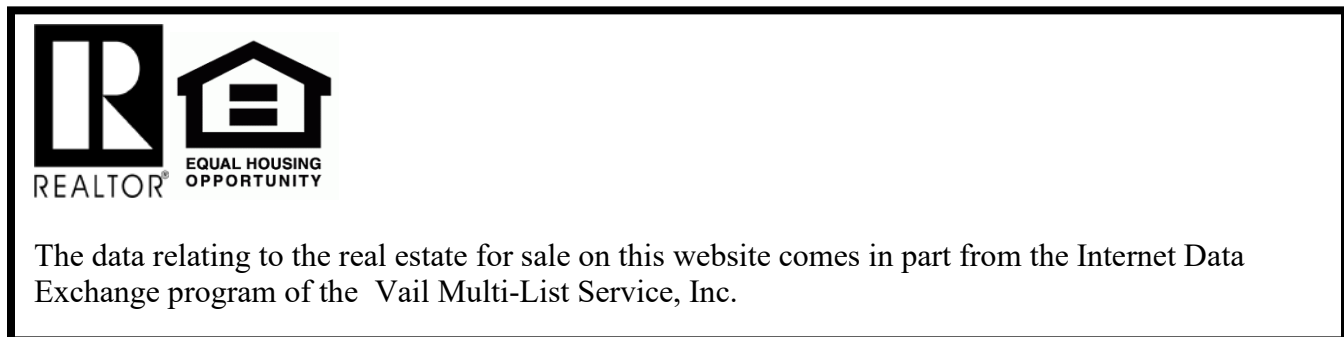 REALTOR®
EQUAL HOUSING
OPPORTUNITY
The data relating to the real estate for sale on this website comes in part from the Internet Data
Exchange program of the  Vail Multi-List Service, Inc.